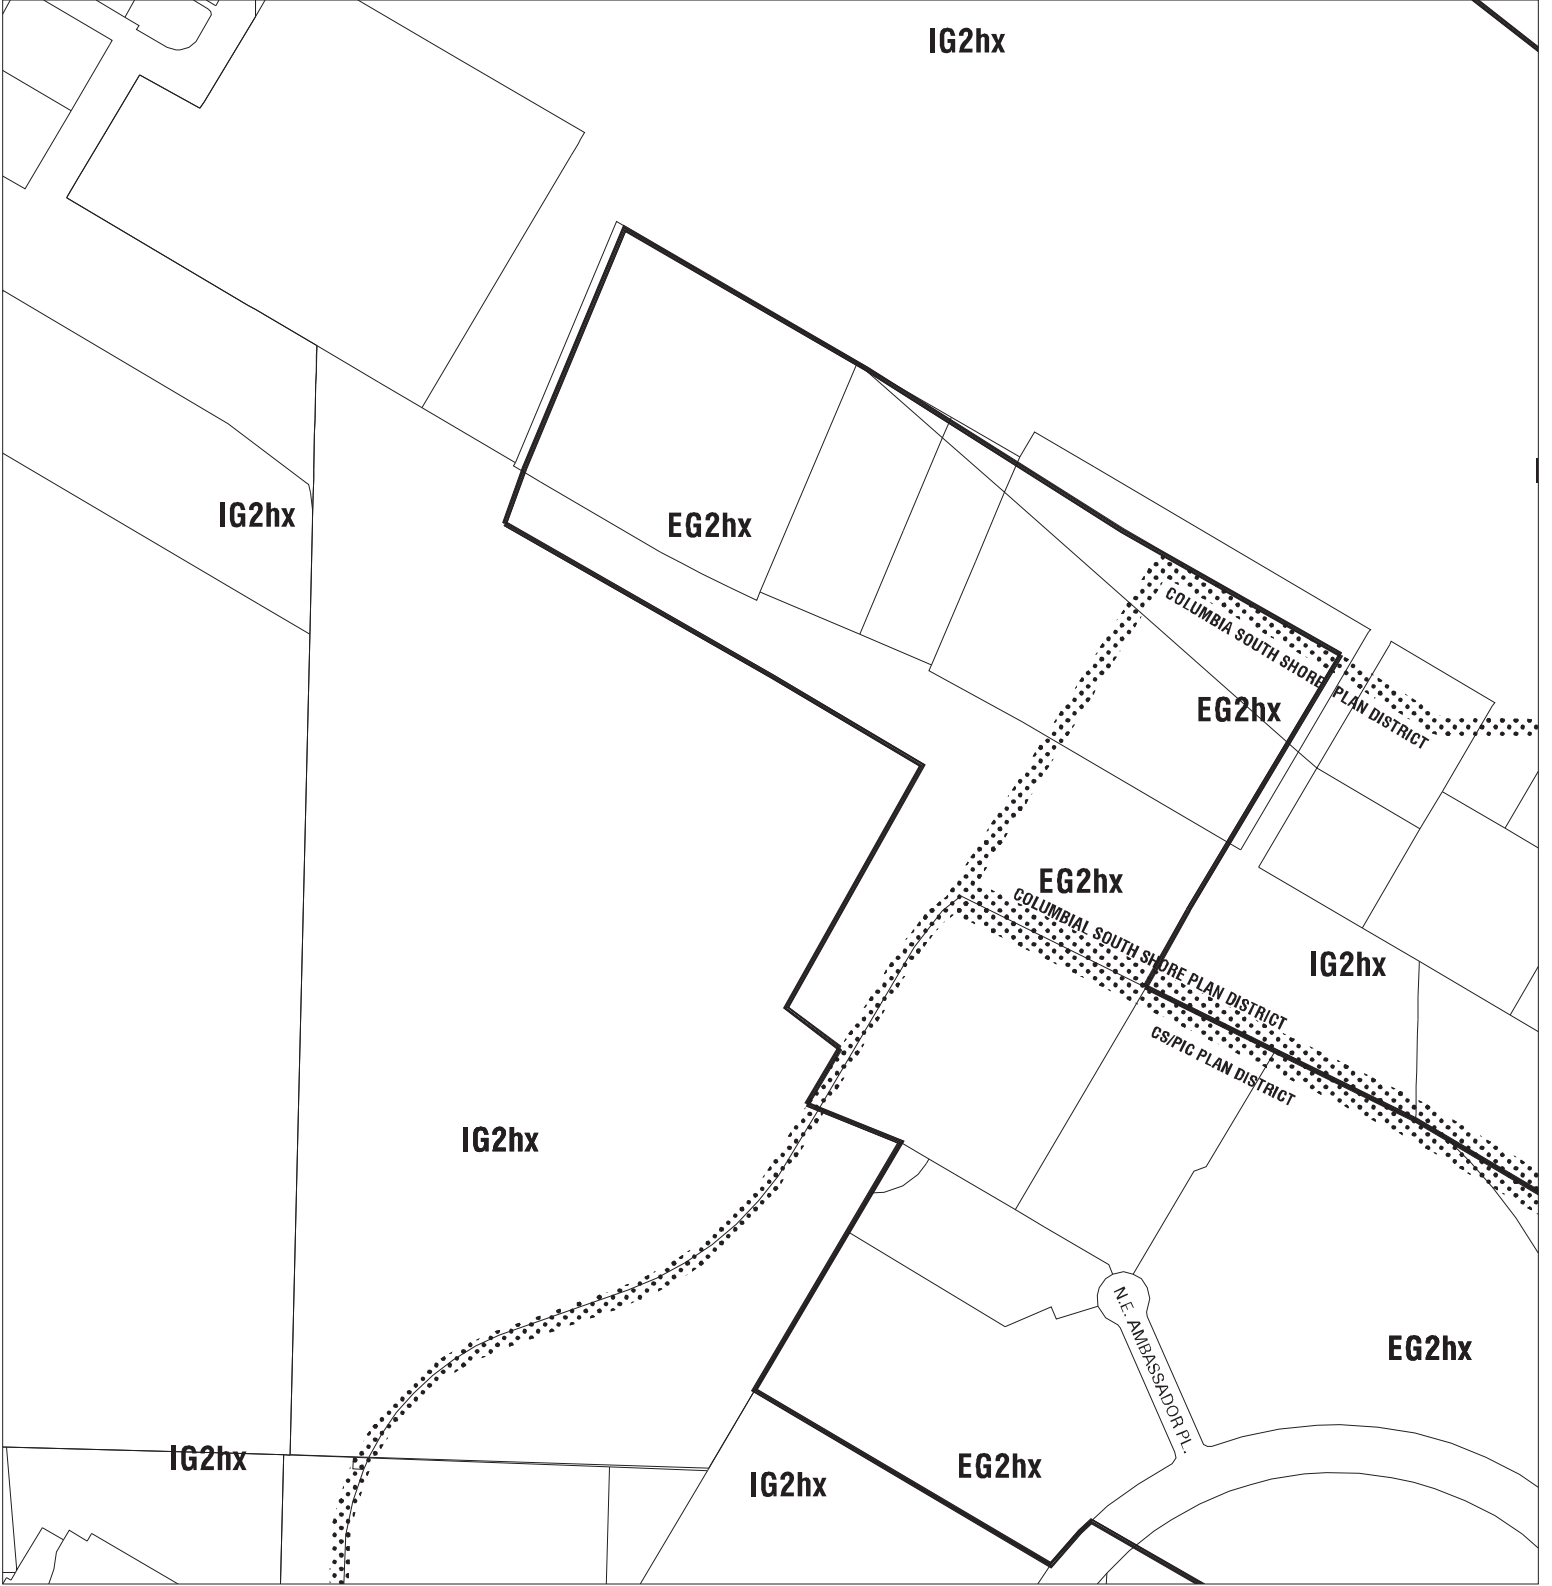 IG2hx
IG2hx
EG2hx
COLUMBIA SOUTH SHORE PLAN DISTRICT
EG2hx
EG2hx
COLUMBIAL SOUTH SHORE PLAN DISTRICT
IG2hx
CS/PIC PLAN DISTRICT
IG2hx
N.E. AMBASSADOR PL.
EG2hx
IG2hx
EG2hx
IG2hx